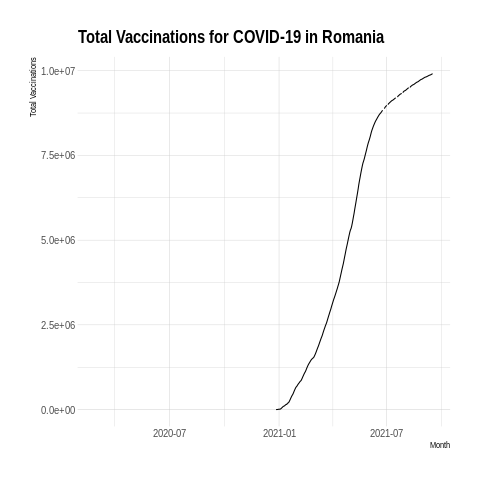 Total Vaccinations for COVID-19 in Romania
Total Vaccinations
1.0e+07
7.5e+06
5.0e+06
2.5e+06
0.0e+00
2020-07
2021-01
2021-07
Month